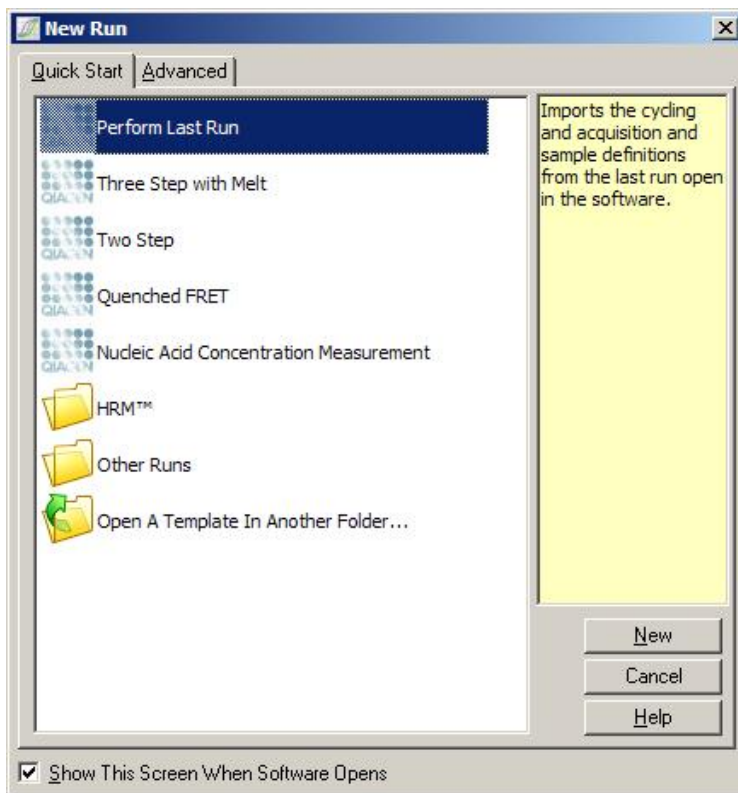 New Run
Quick Start
Advanced
Perform Last Run
Three Step with Melt
Two Step
Quenched FRET
Nucleic Acid Concentration Measurement
HRM™
Other Runs
Open A Template In Another Folder...
Imports the cycling
and acquisition and
sample definitions
from the last run open
in the software.
New
Cancel
Help
Show This Screen When Software Opens